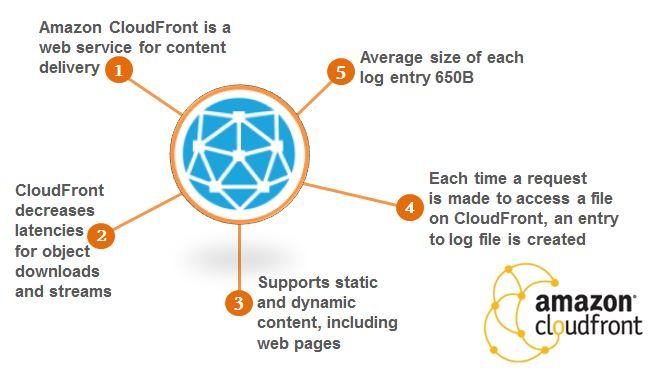 Amazon CloudFront is a
web service for content
delivery
1
CloudFront
decreases
latencies
for object
downloads
and streams
2
3
Supports static
and dynamic
content, including
web pages
4
Each time a request
is made to access a file
on CloudFront, an entry
to log file is created
5
Average size of each
log entry 650B
amazon®
cloudfront